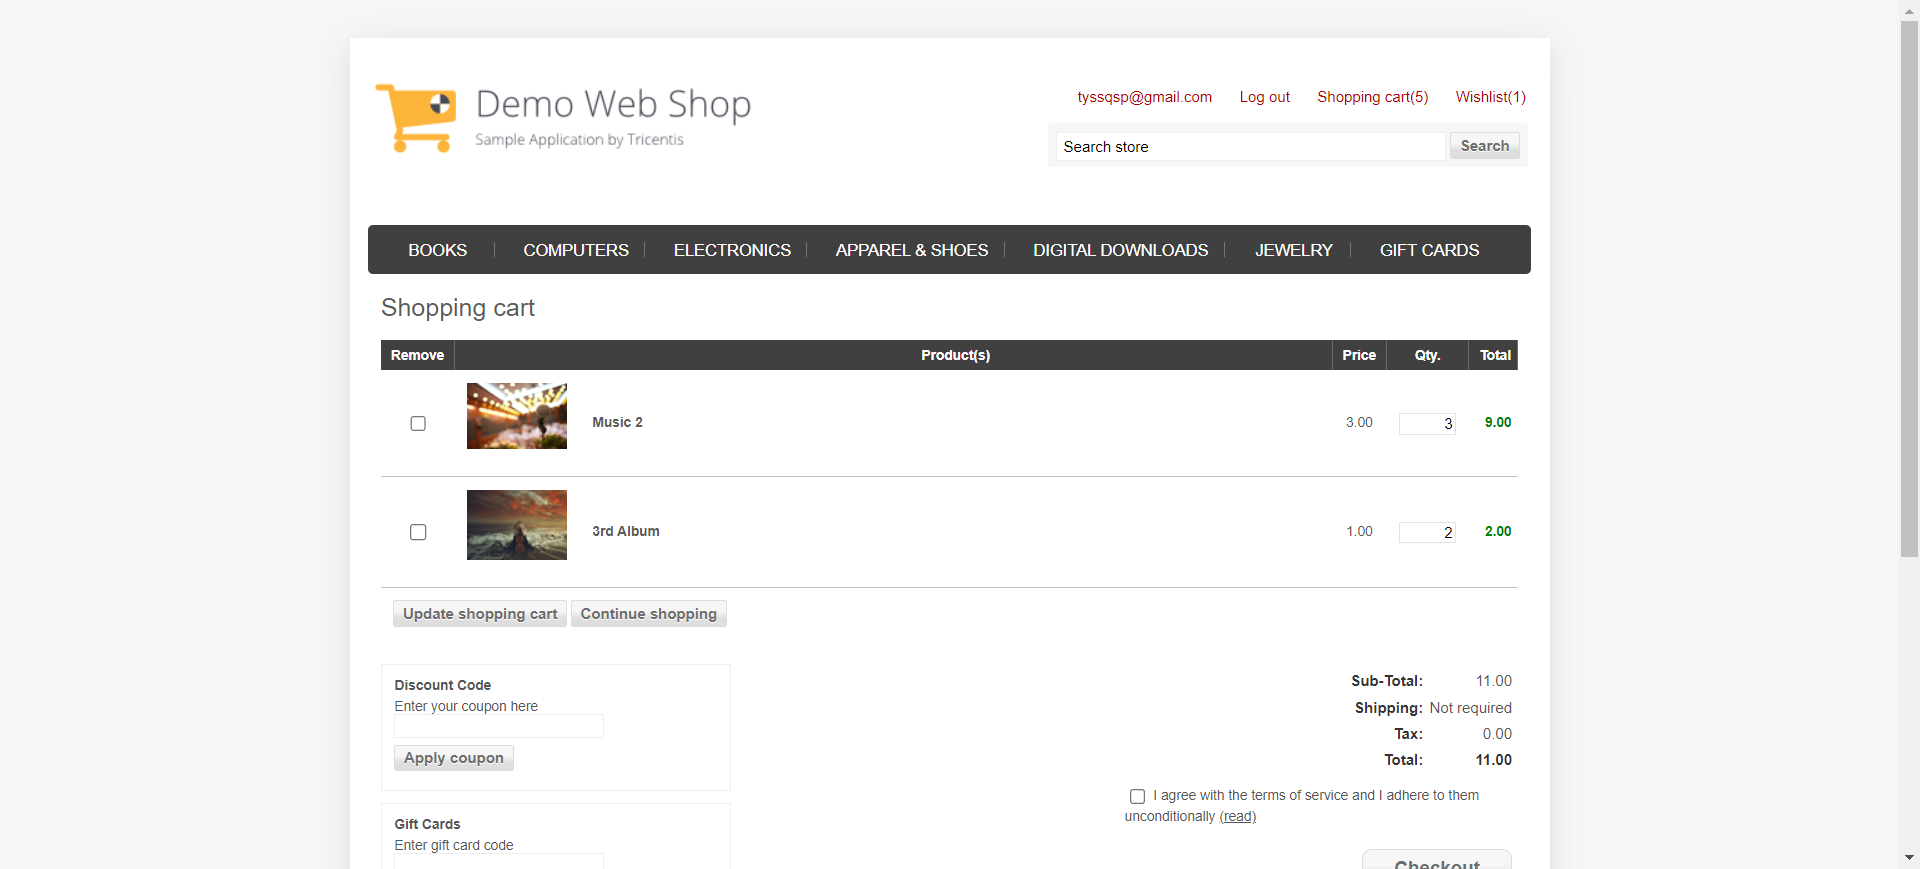 Demo Web Shop
Sample Application by Tricentis
tyssqsp@gmail.com Log out Shopping cart(5) Wishlist(1)
Search store Search
BOOKS COMPUTERS ELECTRONICS APPAREL & SHOES DIGITAL DOWNLOADS JEWELRY GIFT CARDS
Shopping cart
Remove Product(s) Price Qty. Total
Music 2 3.00 3 9.00
3rd Album 1.00 2 2.00
Update shopping cart Continue shopping
Discount Code
Enter your coupon here
Apply coupon
Gift Cards
Enter gift card code
Sub-Total: 11.00
Shipping: Not required
Tax: 0.00
Total: 11.00
I agree with the terms of service and I adhere to them
unconditionally (read)
Checkout